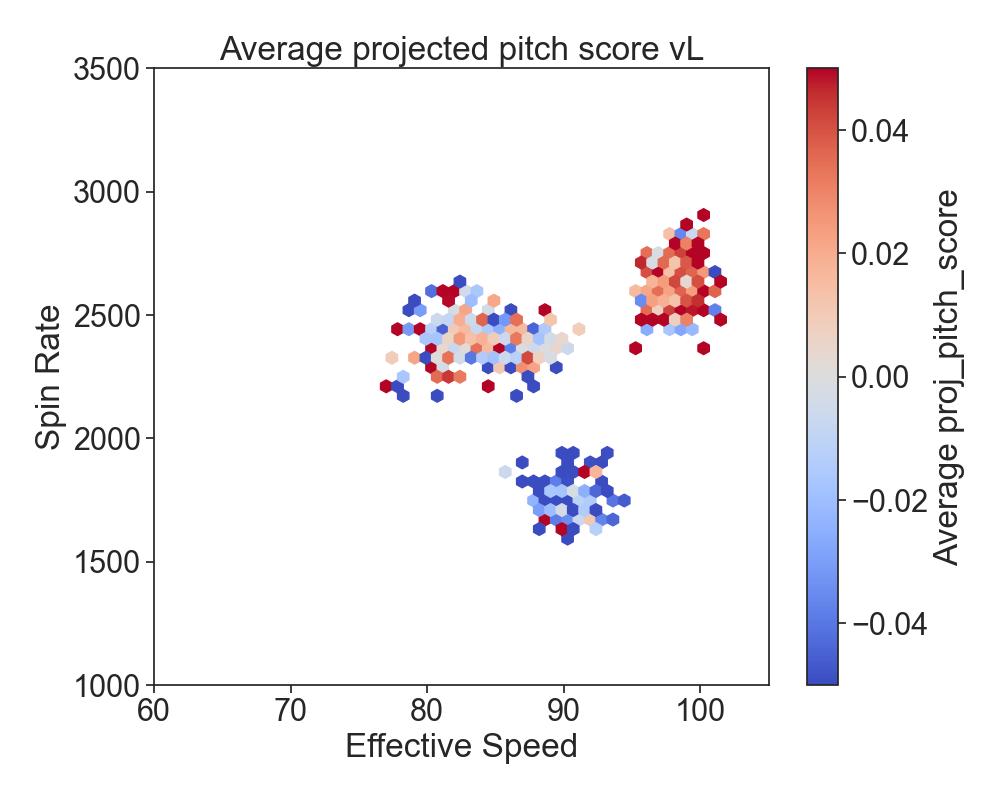 Average projected pitch score vL
3500
3000
2500
2000
1500
1000
Spin Rate
60 70 80 90 100
Effective Speed
0.04
0.02
0.00
−0.02
−0.04
Average proj_pitch_score